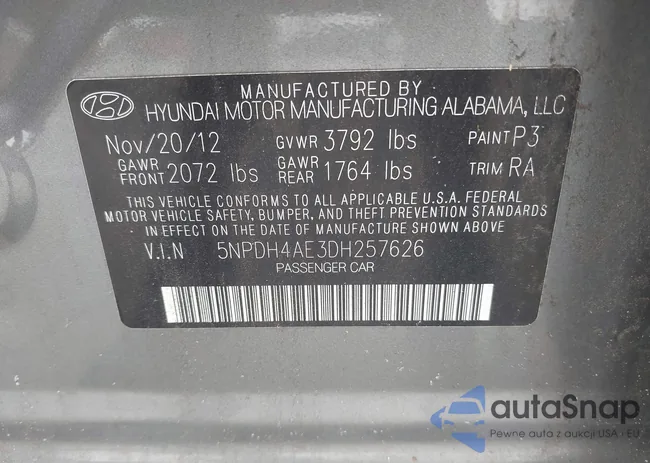 MANUFACTURED BY
HYUNDAI MOTOR MANUFACTURING ALABAMA, LLC
Nov/20/12 GVWR 3792 lbs PAINT P3
GAWR FRONT 2072 lbs GAWR REAR 1764 lbs TRIM RA
THIS VEHICLE CONFORMS TO ALL APPLICABLE U.S.A. FEDERAL
MOTOR VEHICLE SAFETY, BUMPER, AND THEFT PREVENTION STANDARDS
IN EFFECT ON THE DATE OF MANUFACTURE SHOWN ABOVE
V.I.N 5NPDH4AE3DH257626
PASSENGER CAR
autaSnap
Pewne auta z aukcji USA i EU